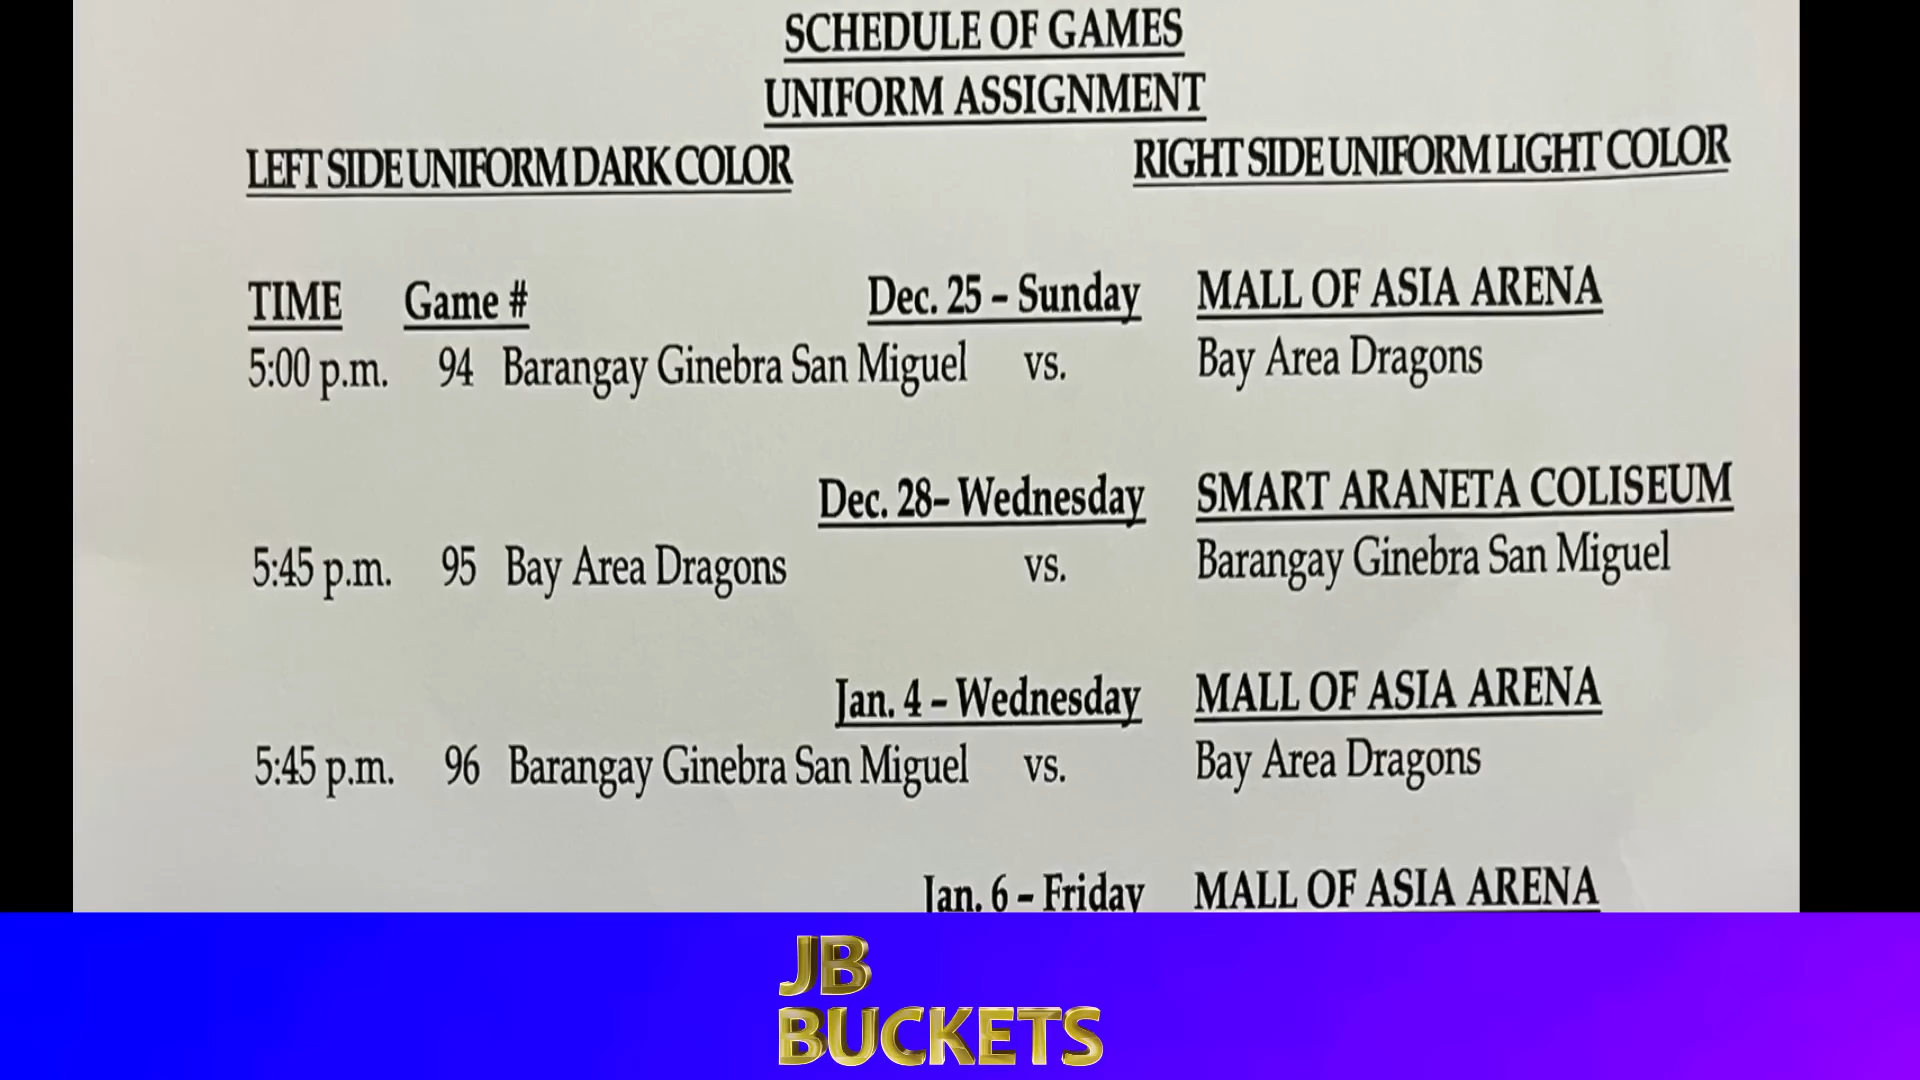 SCHEDULE OF GAMES
UNIFORM ASSIGNMENT
LEFT SIDE UNIFORM DARK COLOR RIGHT SIDE UNIFORM LIGHT COLOR
TIME Game # Dec. 25 – Sunday MALL OF ASIA ARENA
5:00 p.m. 94 Barangay Ginebra San Miguel vs. Bay Area Dragons
Dec. 28– Wednesday SMART ARANETA COLISEUM
5:45 p.m. 95 Bay Area Dragons vs. Barangay Ginebra San Miguel
Jan. 4 – Wednesday MALL OF ASIA ARENA
5:45 p.m. 96 Barangay Ginebra San Miguel vs. Bay Area Dragons
Jan. 6 – Friday MALL OF ASIA ARENA
JB
BUCKETS